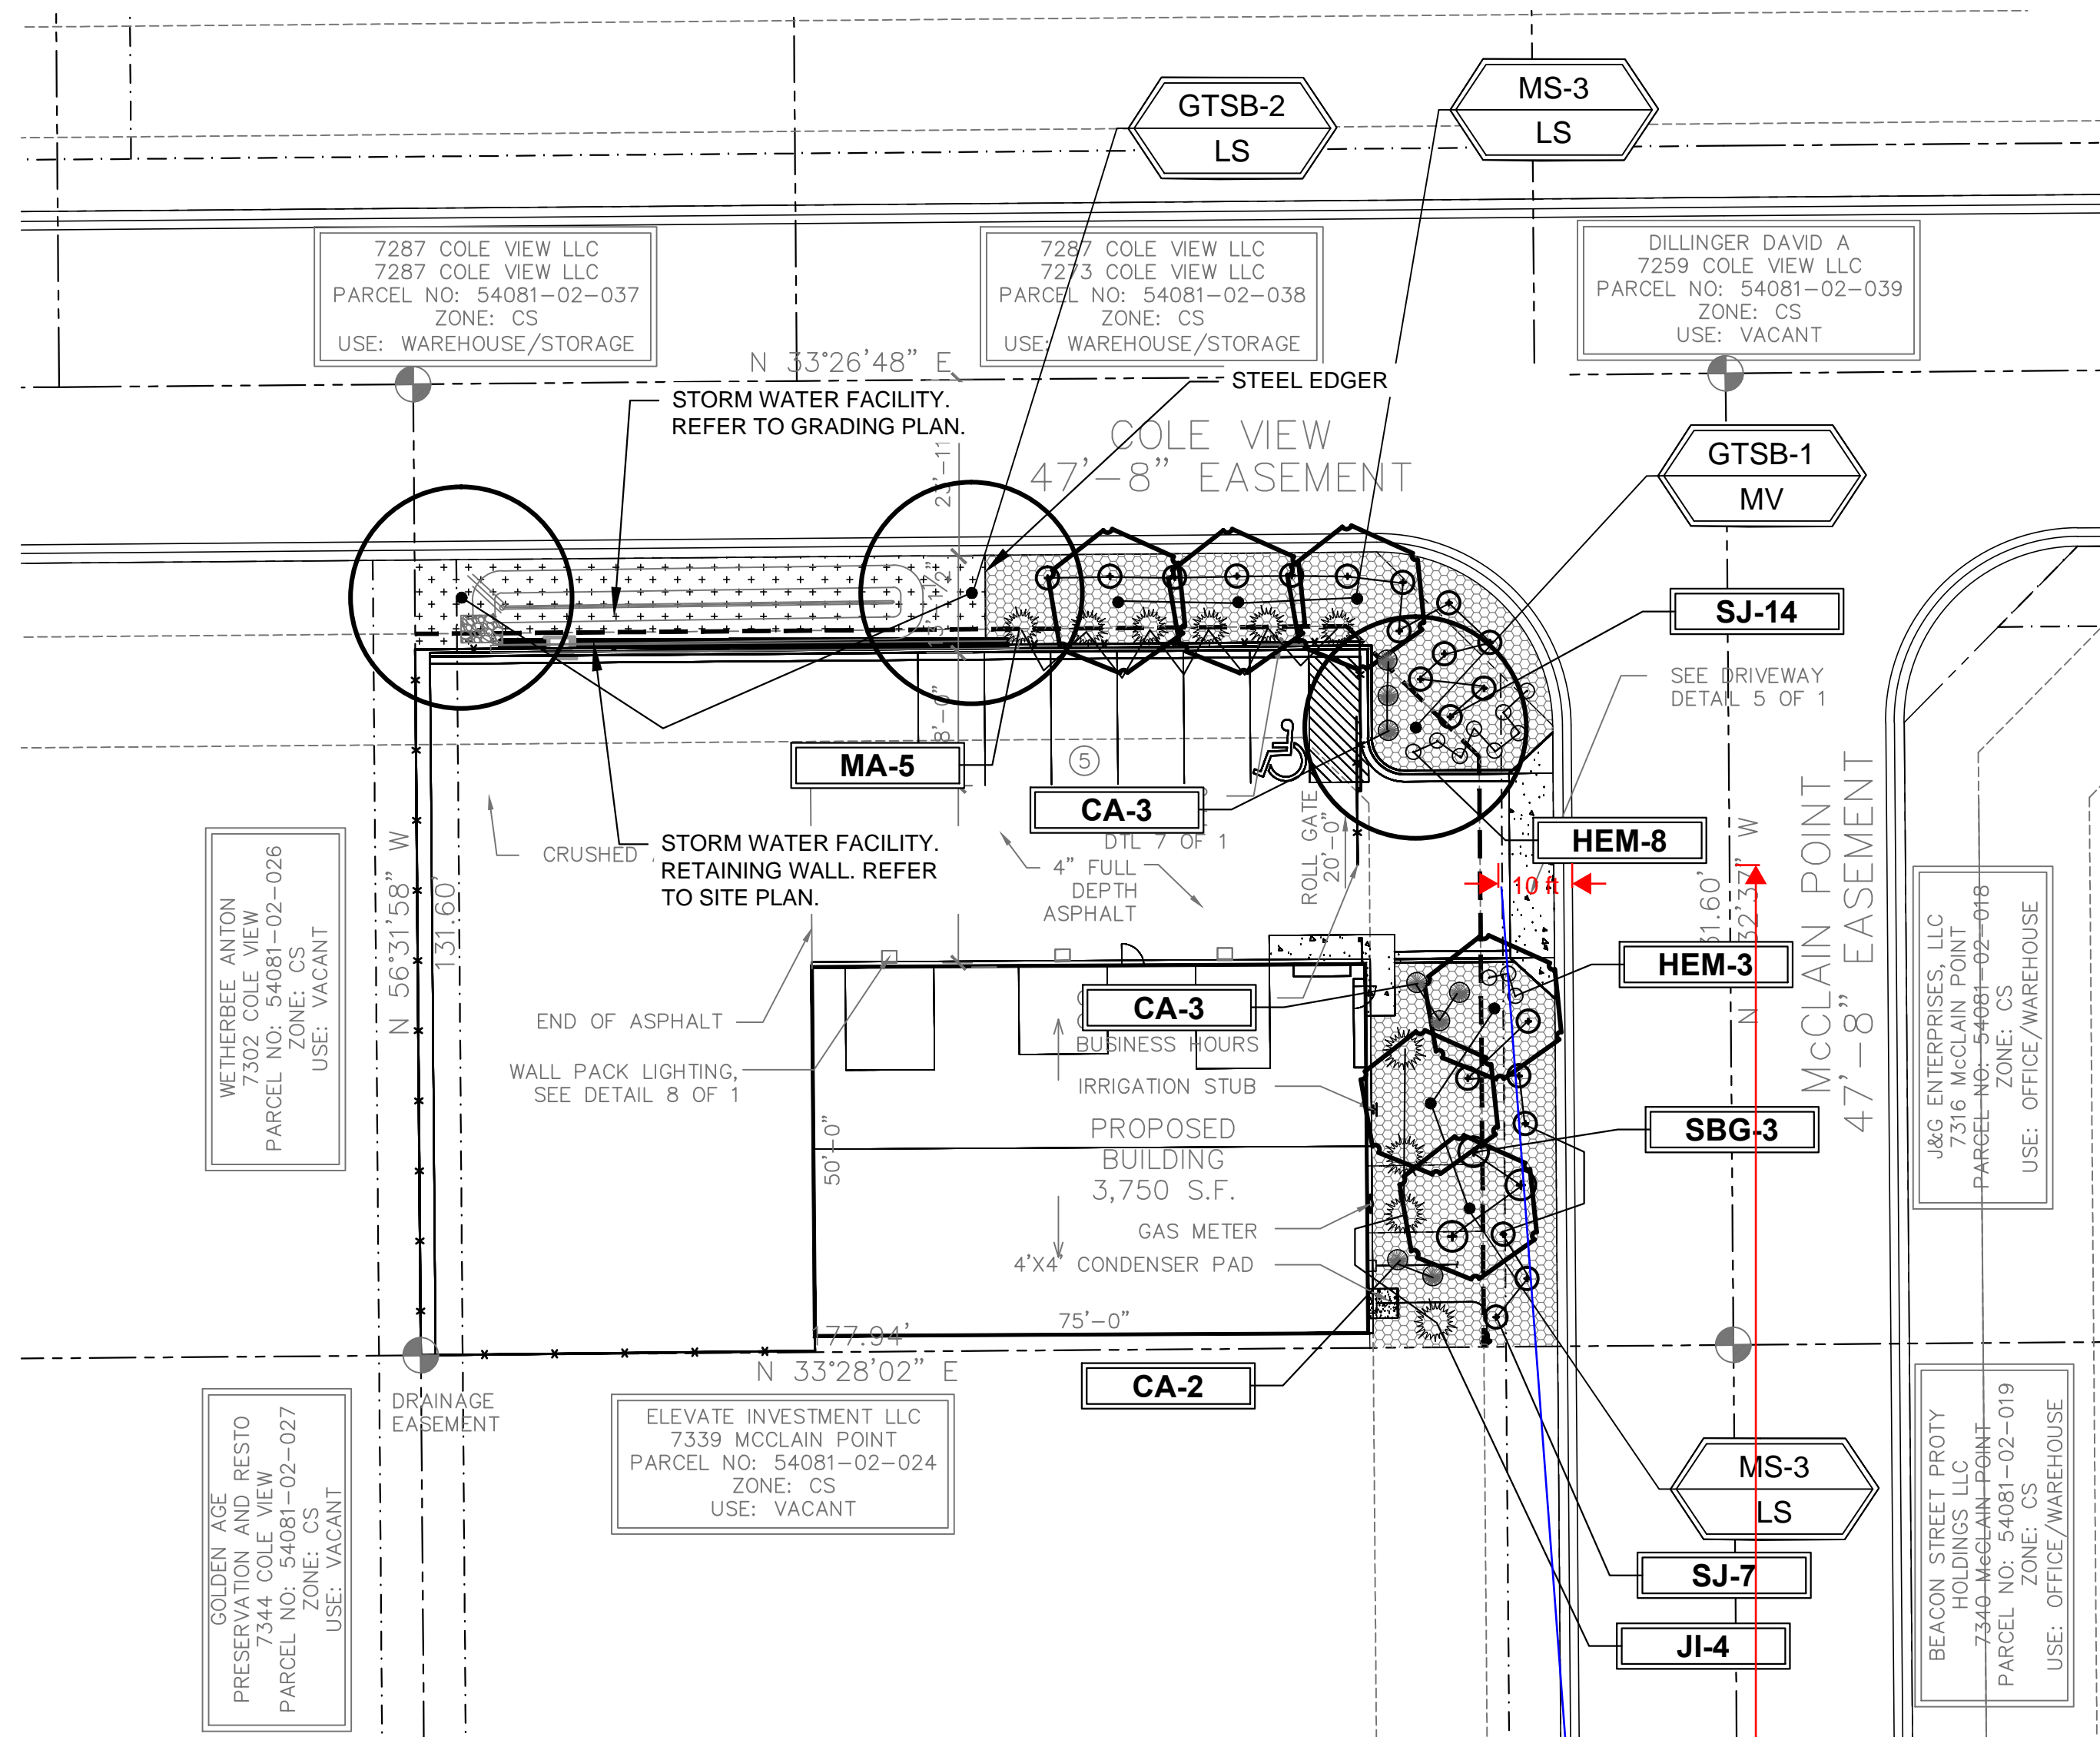 MS-3
LS
GTSB-2
LS
7287 COLE VIEW LLC
7287 COLE VIEW LLC
PARCEL NO: 54081-02-037
ZONE: CS
USE: WAREHOUSE/STORAGE
7287 COLE VIEW LLC
7273 COLE VIEW LLC
PARCEL NO: 54081-02-038
ZONE: CS
USE: WAREHOUSE/STORAGE
DILLINGER DAVID A
7259 COLE VIEW LLC
PARCEL NO: 54081-02-039
ZONE: CS
USE: VACANT
N 33°26'48" E
STEEL EDGER
STORM WATER FACILITY.
REFER TO GRADING PLAN.
COLE VIEW
47'-8" EASEMENT
23'-11
GTSB-1
MV
SJ-14
SEE DRIVEWAY
DETAIL 5 OF 1
MA-5
5
CA-3
DTL 7 OF 1
HEM-8
CRUSHED
STORM WATER FACILITY.
RETAINING WALL. REFER
TO SITE PLAN.
4" FULL
DEPTH
ASPHALT
ROLL GATE
20'-0"
10 ft
N 56°31'58" W
131.60'
McCLAIN POINT
47'-8" EASEMENT
WETHERBEE ANTON
7302 COLE VIEW
PARCEL NO: 54081-02-026
ZONE: CS
USE: VACANT
J&G ENTERPRISES, LLC
7316 McCLAIN POINT
PARCEL NO: 54081-02-018
ZONE: CS
USE: OFFICE/WAREHOUSE
HEM-3
CA-3
BUSINESS HOURS
END OF ASPHALT
WALL PACK LIGHTING,
SEE DETAIL 8 OF 1
IRRIGATION STUB
PROPOSED
BUILDING
3,750 S.F.
50'-0"
SBG-3
GAS METER
4'X4' CONDENSER PAD
75'-0"
177.94'
N 33°28'02" E
CA-2
DRAINAGE
EASEMENT
ELEVATE INVESTMENT LLC
7339 MCCLAIN POINT
PARCEL NO: 54081-02-024
ZONE: CS
USE: VACANT
GOLDEN AGE
PRESERVATION AND RESTO
7344 COLE VIEW
PARCEL NO: 54081-02-027
ZONE: CS
USE: VACANT
MS-3
LS
SJ-7
JI-4
BEACON STREET PROTY
HOLDINGS LLC
7340 McCLAIN POINT
PARCEL NO: 54081-02-019
ZONE: CS
USE: OFFICE/WAREHOUSE